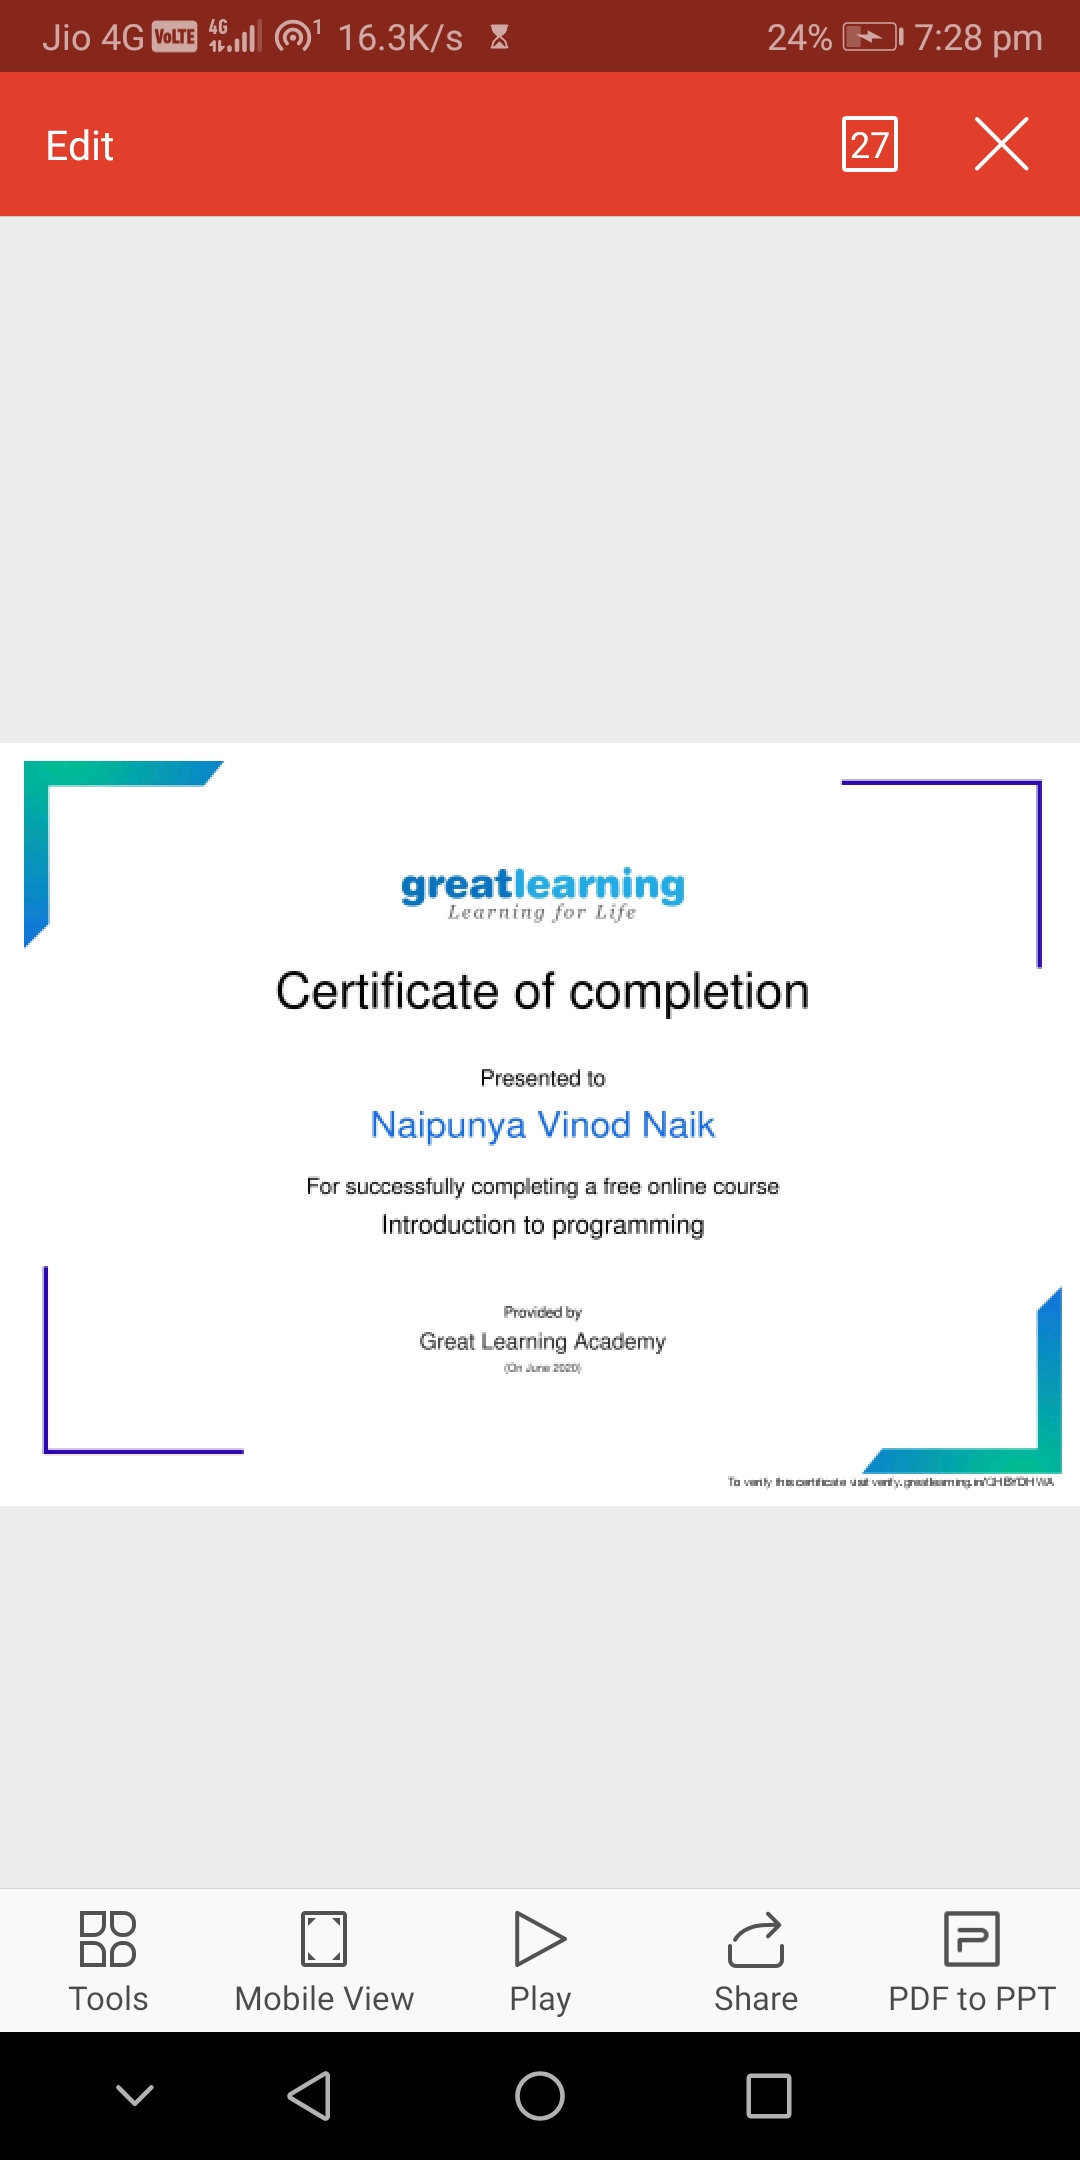 Jio 4G VoLTE 4G 1 16.3K/s 24% 7:28 pm
Edit 27
greatlearning
Learning for Life
Certificate of completion
Presented to
Naipunya Vinod Naik
For successfully completing a free online course
Introduction to programming
Provided by
Great Learning Academy
(On June 2020)
To verify this certificate visit verify.greatlearning.in/
Tools Mobile View Play Share PDF to PPT